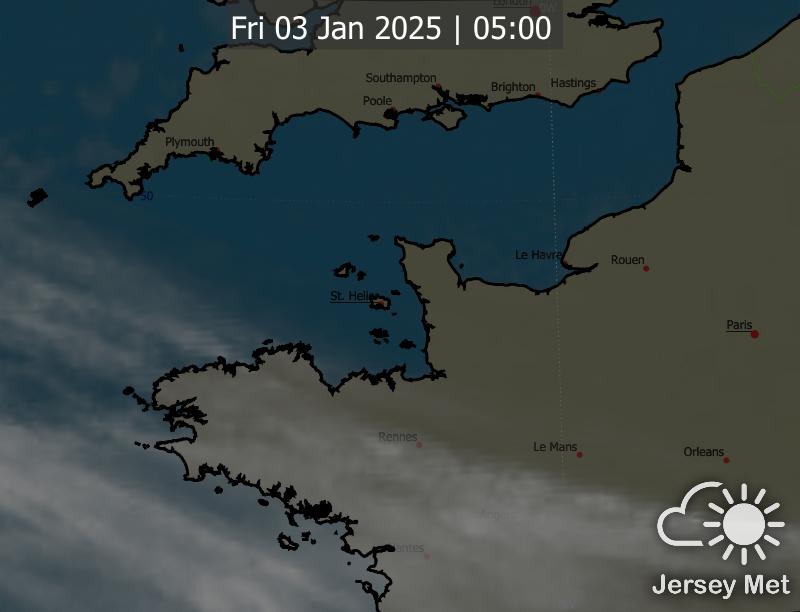 London
Fri 03 Jan 2025 | 05:00
Southampton
Brighton
Hastings
Poole
Plymouth
50
Le Havre
Rouen
St. Helier
Paris
Rennes
Le Mans
Orleans
Angers
Nantes
Jersey Met